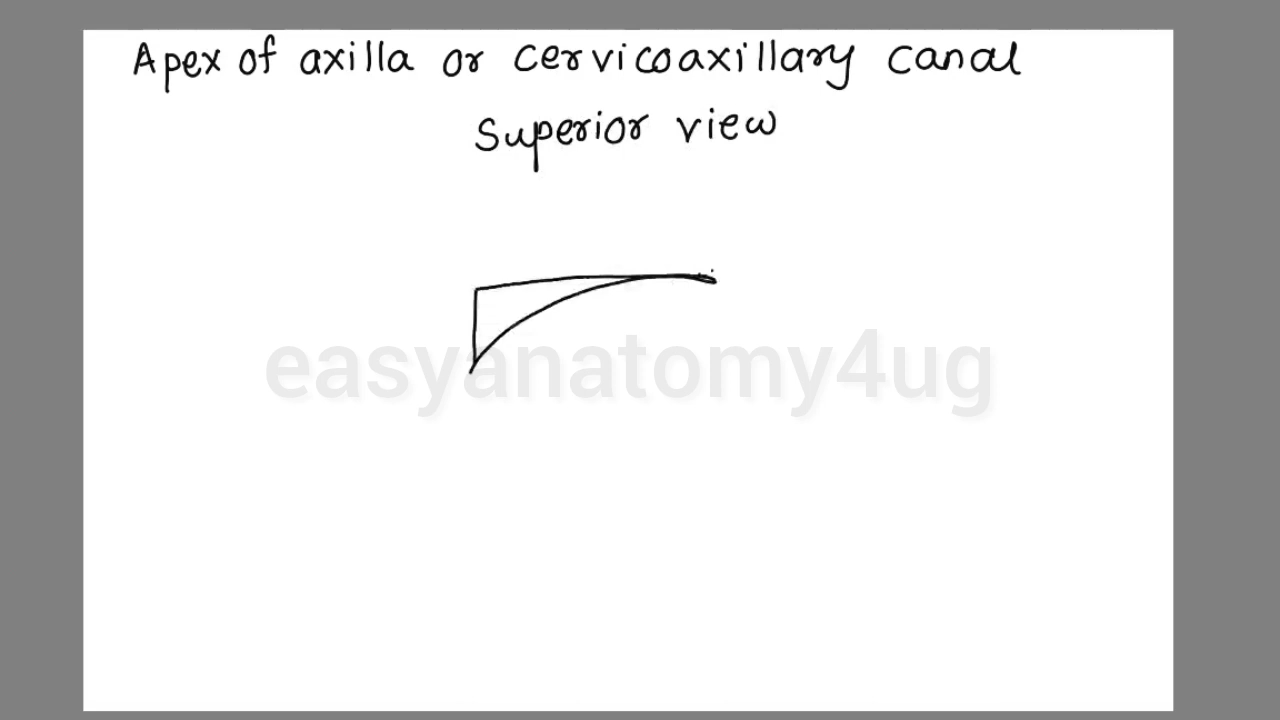 Apex of axilla or cervicoaxillary canal
Superior view
easyanatomy4ug